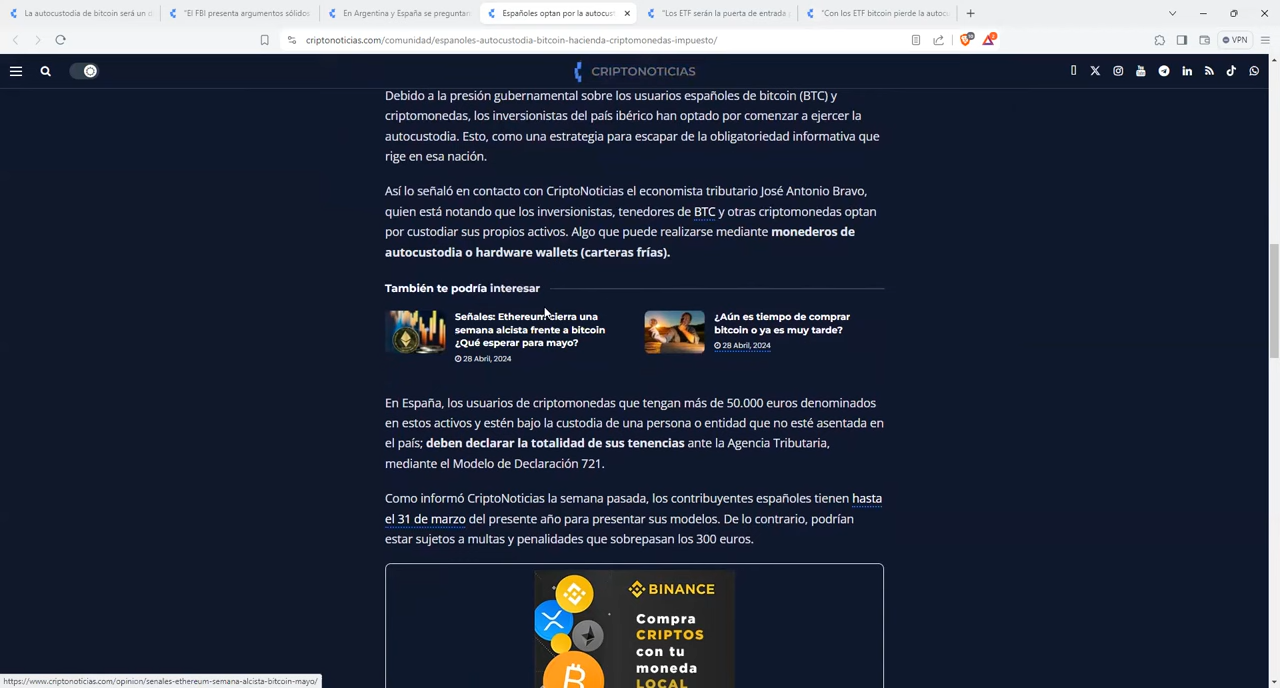 La autocustodia de bitcoin será un d
"El FBI presenta argumentos sólidos
En Argentina y España se preguntan
Españoles optan por la autocust
"Los ETF serán la puerta de entrada
"Con los ETF bitcoin pierde la autoc
criptonoticias.com/comunidad/espanoles-autocustodia-bitcoin-hacienda-criptomonedas-impuesto/
VPN
CRIPTONOTICIAS
Debido a la presión gubernamental sobre los usuarios españoles de bitcoin (BTC) y
criptomonedas, los inversionistas del país ibérico han optado por comenzar a ejercer la
autocustodia. Esto, como una estrategia para escapar de la obligatoriedad informativa que
rige en esa nación.
Así lo señaló en contacto con CriptoNoticias el economista tributario José Antonio Bravo,
quien está notando que los inversionistas, tenedores de BTC y otras criptomonedas optan
por custodiar sus propios activos. Algo que puede realizarse mediante monederos de
autocustodia o hardware wallets (carteras frías).
También te podría interesar
Señales: Ethereum cierra una
semana alcista frente a bitcoin
¿Qué esperar para mayo?
28 Abril, 2024
¿Aún es tiempo de comprar
bitcoin o ya es muy tarde?
28 Abril, 2024
En España, los usuarios de criptomonedas que tengan más de 50.000 euros denominados
en estos activos y estén bajo la custodia de una persona o entidad que no esté asentada en
el país; deben declarar la totalidad de sus tenencias ante la Agencia Tributaria,
mediante el Modelo de Declaración 721.
Como informó CriptoNoticias la semana pasada, los contribuyentes españoles tienen hasta
el 31 de marzo del presente año para presentar sus modelos. De lo contrario, podrían
estar sujetos a multas y penalidades que sobrepasan los 300 euros.
BINANCE
Compra
CRIPTOS
con tu
moneda
LOCAL
https://www.criptonoticias.com/opinion/senales-ethereum-semana-alcista-bitcoin-mayo/